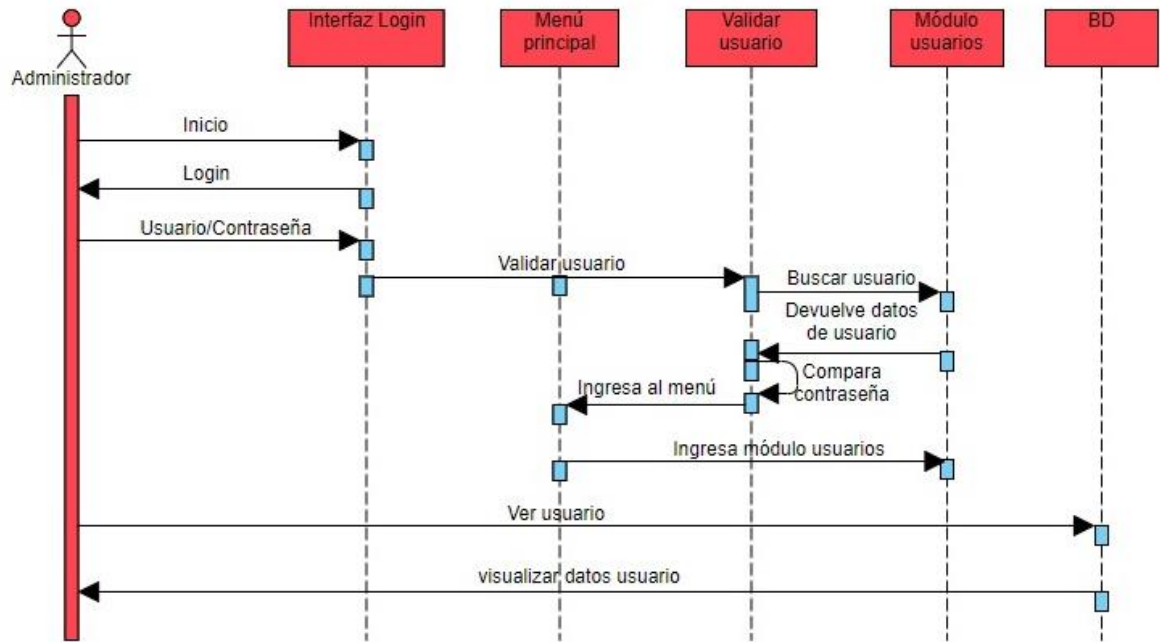 Interfaz Login
Menú
principal
Validar
usuario
Módulo
usuarios
BD
Administrador
Inicio
Login
Usuario/Contraseña
Validar usuario
Buscar usuario
Devuelve datos
de usuario
Compara
contraseña
Ingresa al menú
Ingresa módulo usuarios
Ver usuario
visualizar datos usuario